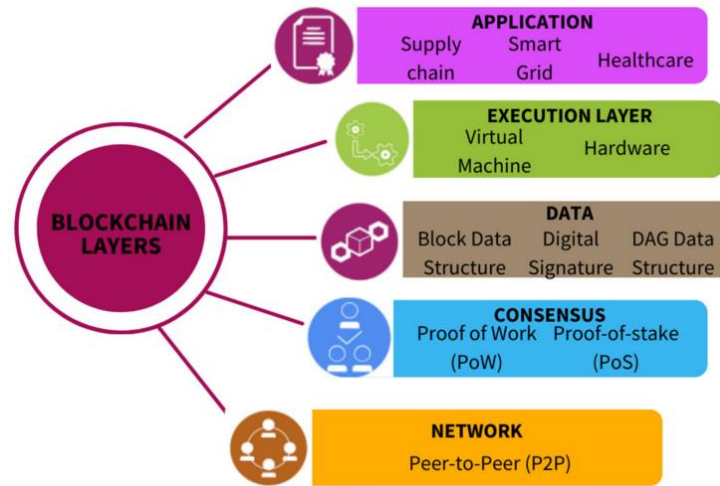 APPLICATION
Supply Smart
chain Grid Healthcare
EXECUTION LAYER
Virtual
Machine Hardware
BLOCKCHAIN
LAYERS
DATA
Block Data Digital DAG Data
Structure Signature Structure
CONSENSUS
Proof of Work Proof-of-stake
(PoW) (PoS)
NETWORK
Peer-to-Peer (P2P)